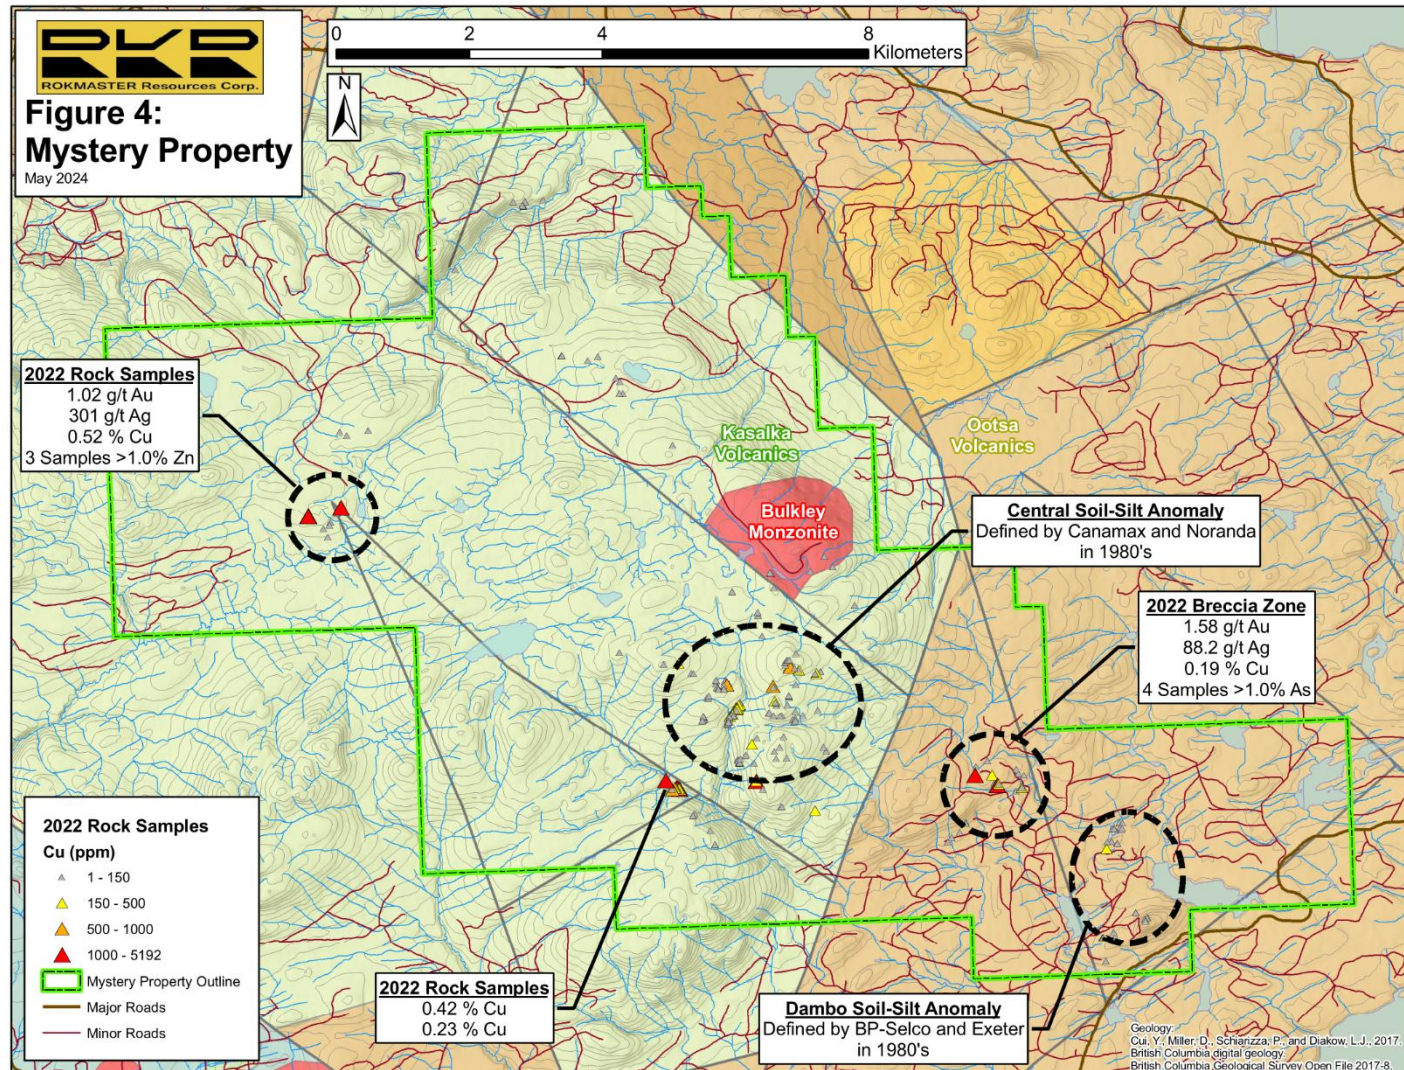 RKR
ROKMASTER Resources Corp.
Figure 4:
Mystery Property
May 2024
0 2 4 8
Kilometers
N
2022 Rock Samples
1.02 g/t Au
301 g/t Ag
0.52 % Cu
3 Samples >1.0% Zn
Kasalka
Volcanics
Ootsa
Volcanics
Bulkley
Monzonite
Central Soil-Silt Anomaly
Defined by Canamax and Noranda
in 1980's
2022 Breccia Zone
1.58 g/t Au
88.2 g/t Ag
0.19 % Cu
4 Samples >1.0% As
2022 Rock Samples
Cu (ppm)
1 - 150
150 - 500
500 - 1000
1000 - 5192
Mystery Property Outline
Major Roads
Minor Roads
2022 Rock Samples
0.42 % Cu
0.23 % Cu
Dambo Soil-Silt Anomaly
Defined by BP-Selco and Exeter
in 1980's
Geology:
Cui, Y., Miller, D., Schiarizza, P., and Diakow, L.J., 2017.
British Columbia digital geology.
British Columbia Geological Survey Open File 2017-8.